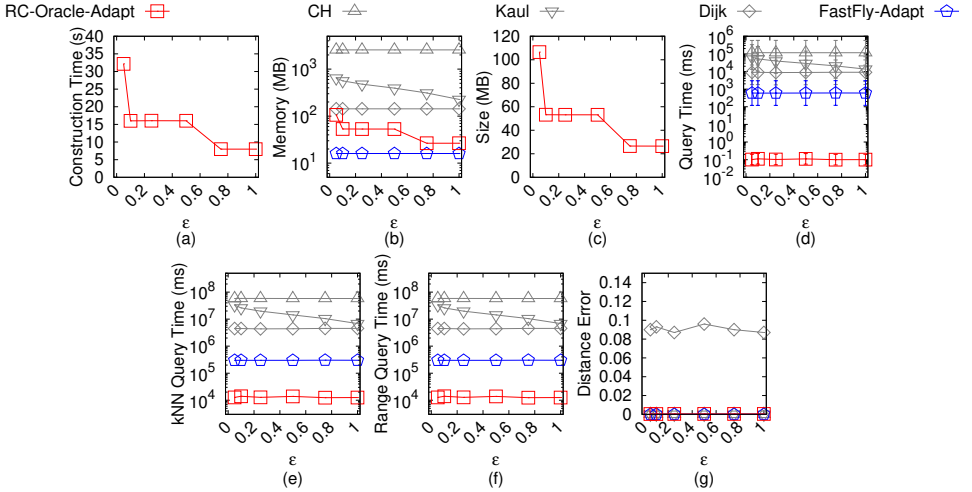 RC-Oracle-Adapt CH Kaul Dijk FastFly-Adapt
Construction Time (s)
40
35
30
25
20
15
10
5
0
0 0.2 0.4 0.6 0.8 1
ε
(a)
Memory (MB)
10^3
10^2
10^1
0 0.2 0.4 0.6 0.8 1
ε
(b)
Size (MB)
120
100
80
60
40
20
0
0 0.2 0.4 0.6 0.8 1
ε
(c)
Query Time (ms)
10^6
10^5
10^4
10^3
10^2
10^1
10^0
10^-1
10^-2
0 0.2 0.4 0.6 0.8 1
ε
(d)
kNN Query Time (ms)
10^8
10^7
10^6
10^5
10^4
0 0.2 0.4 0.6 0.8 1
ε
(e)
Range Query Time (ms)
10^8
10^7
10^6
10^5
10^4
0 0.2 0.4 0.6 0.8 1
ε
(f)
Distance Error
0.14
0.12
0.1
0.08
0.06
0.04
0.02
0
0 0.2 0.4 0.6 0.8 1
ε
(g)